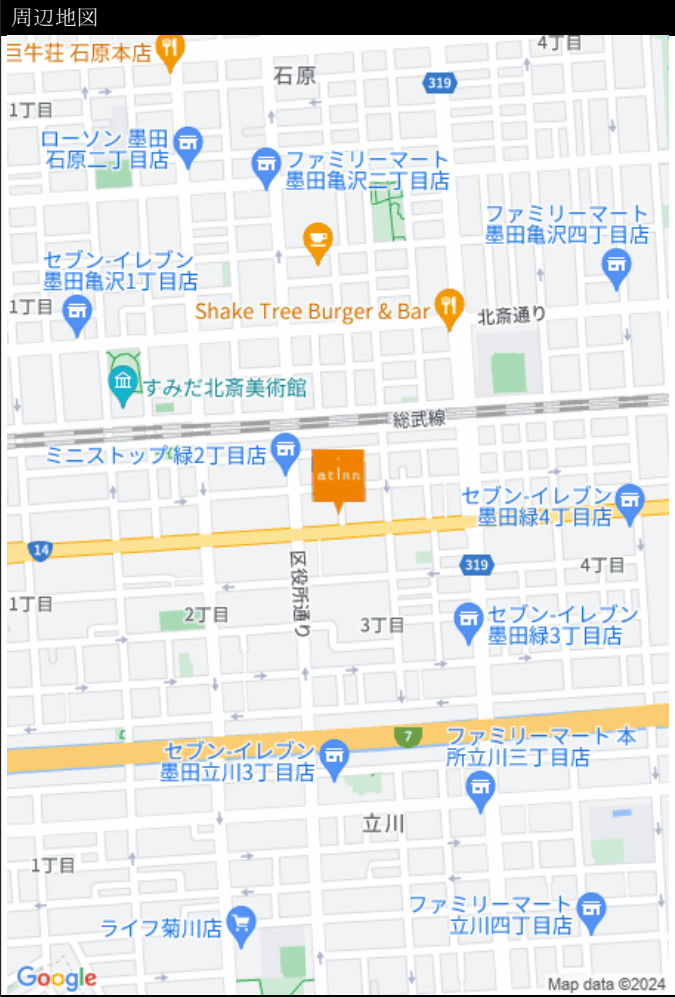 周辺地図
4丁目
巨牛荘 石原本店
石原
319
1丁目
ローソン 墨田
石原二丁目店
ファミリーマート
墨田亀沢二丁目店
ファミリーマート
墨田亀沢四丁目店
セブン-イレブン
墨田亀沢1丁目店
1丁目
Shake Tree Burger & Bar
北斎通り
すみだ北斎美術館
総武線
ミニストップ 緑2丁目店
at inn
セブン-イレブン
墨田緑4丁目店
14
区役所通り
319
4丁目
1丁目
2丁目
3丁目
セブン-イレブン
墨田緑3丁目店
7
セブン-イレブン
墨田立川3丁目店
ファミリーマート 本
所立川三丁目店
立川
1丁目
ファミリーマート
立川四丁目店
ライフ菊川店
Google
Map data ©2024